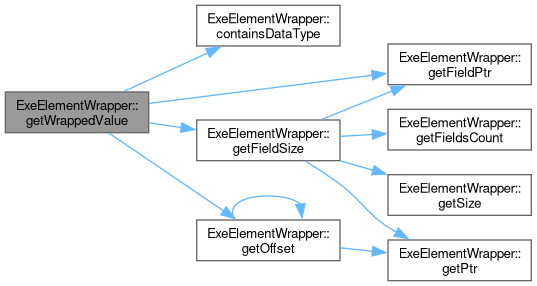 ExeElementWrapper::
containsDataType
ExeElementWrapper::
getFieldPtr
ExeElementWrapper::
getWrappedValue
ExeElementWrapper::
getFieldSize
ExeElementWrapper::
getFieldsCount
ExeElementWrapper::
getSize
ExeElementWrapper::
getOffset
ExeElementWrapper::
getPtr